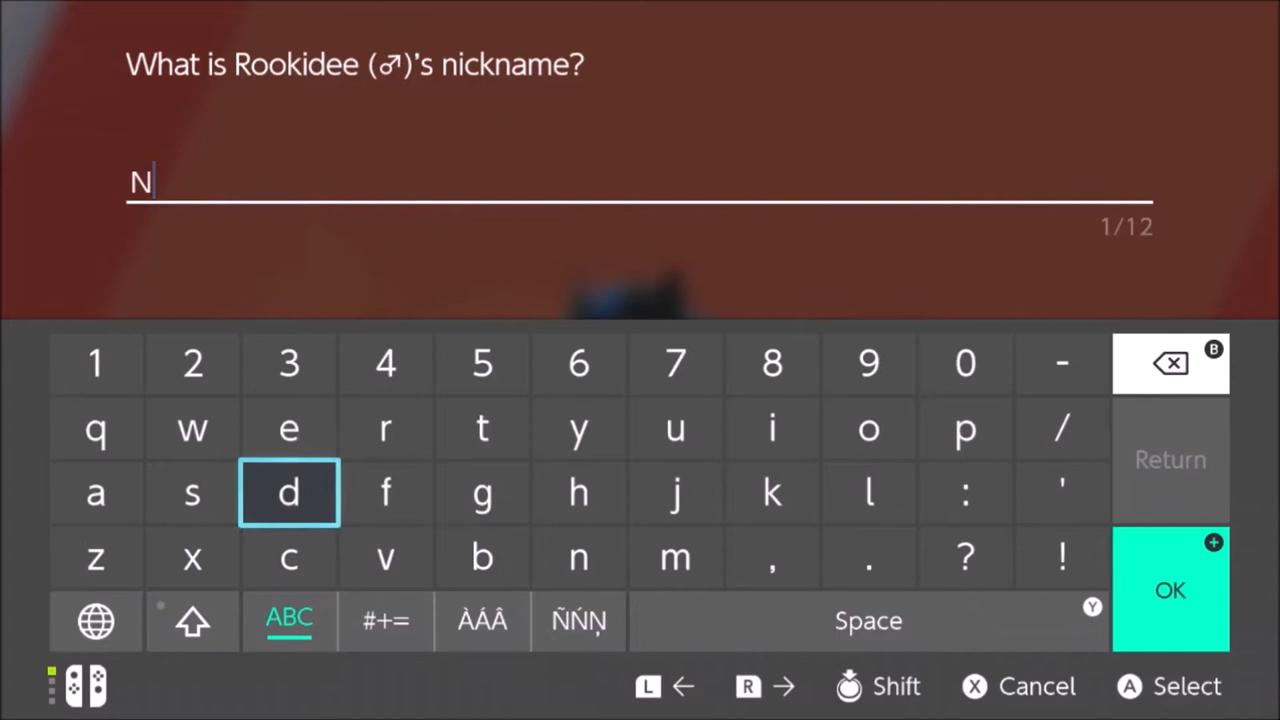 What is Rookidee (♂)'s nickname?
N
1/12
1 2 3 4 5 6 7 8 9 0 - B
q w e r t y u i o p / Return
a s d f g h j k l : '
z x c v b n m , . ? ! + OK
ABC #+= ÀÁÂ ÑŃŅ Space Y
L ← R → Shift X Cancel A Select